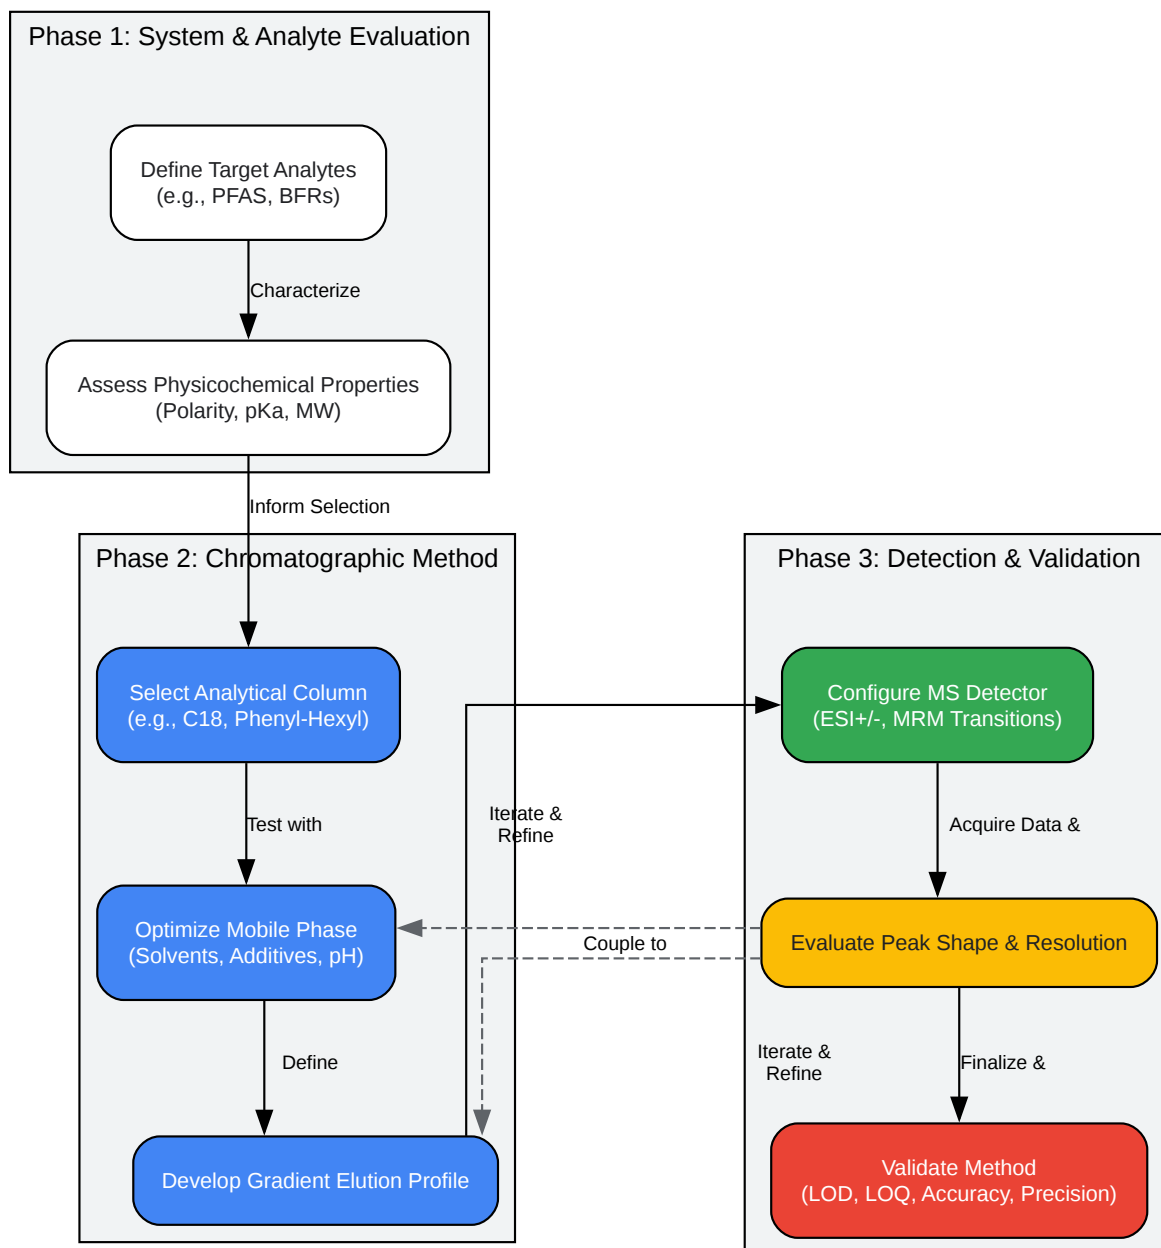 Phase 1: System & Analyte Evaluation
Define Target Analytes
(e.g., PFAS, BFRs)
Characterize
Assess Physicochemical Properties
(Polarity, pKa, MW)
Inform Selection
Phase 2: Chromatographic Method
Select Analytical Column
(e.g., C18, Phenyl-Hexyl)
Test with
Optimize Mobile Phase
(Solvents, Additives, pH)
Define
Develop Gradient Elution Profile
Iterate &
Refine
Couple to
Phase 3: Detection & Validation
Configure MS Detector
(ESI+/-, MRM Transitions)
Acquire Data &
Evaluate Peak Shape & Resolution
Iterate &
Refine
Finalize &
Validate Method
(LOD, LOQ, Accuracy, Precision)